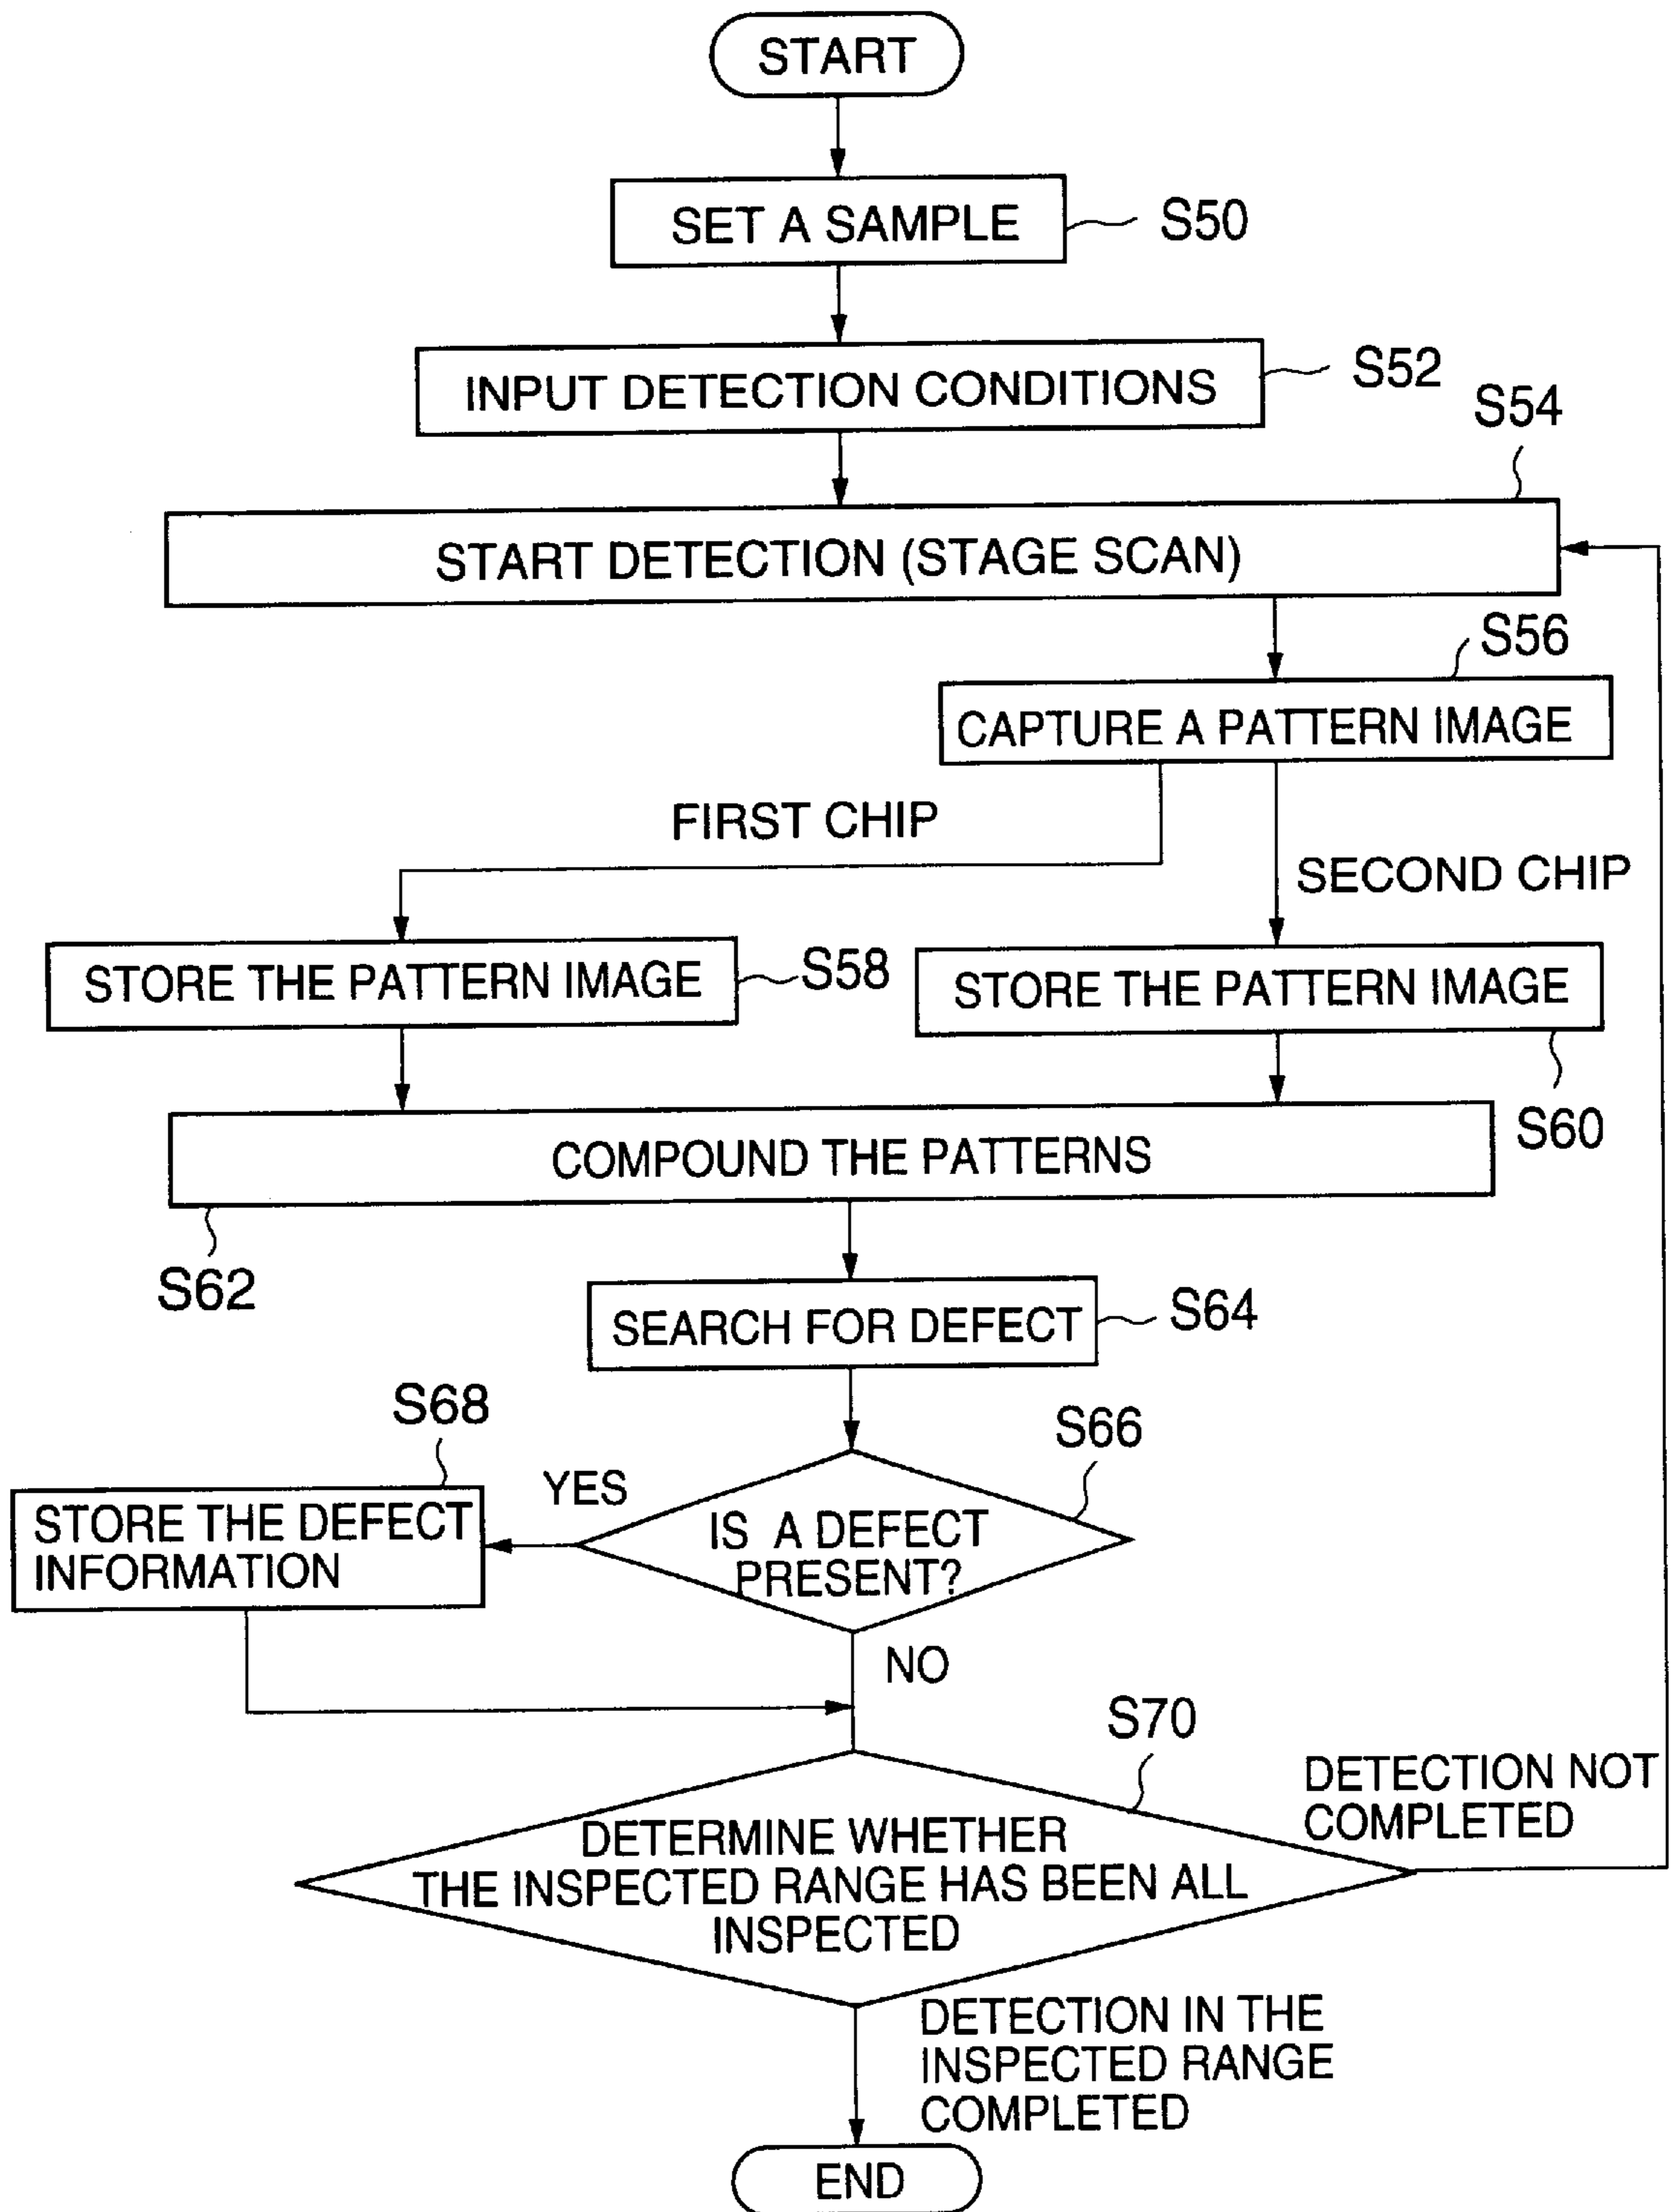 START
SET A SAMPLE
S50
INPUT DETECTION CONDITIONS
S52
S54
START DETECTION (STAGE SCAN)
S56
CAPTURE A PATTERN IMAGE
FIRST CHIP
SECOND CHIP
STORE THE PATTERN IMAGE
S58
STORE THE PATTERN IMAGE
S60
COMPOUND THE PATTERNS
S62
SEARCH FOR DEFECT
S64
S68
S66
YES
STORE THE DEFECT
INFORMATION
IS A DEFECT
PRESENT?
NO
S70
DETECTION NOT
COMPLETED
DETERMINE WHETHER
THE INSPECTED RANGE HAS BEEN ALL
INSPECTED
DETECTION IN THE
INSPECTED RANGE
COMPLETED
END